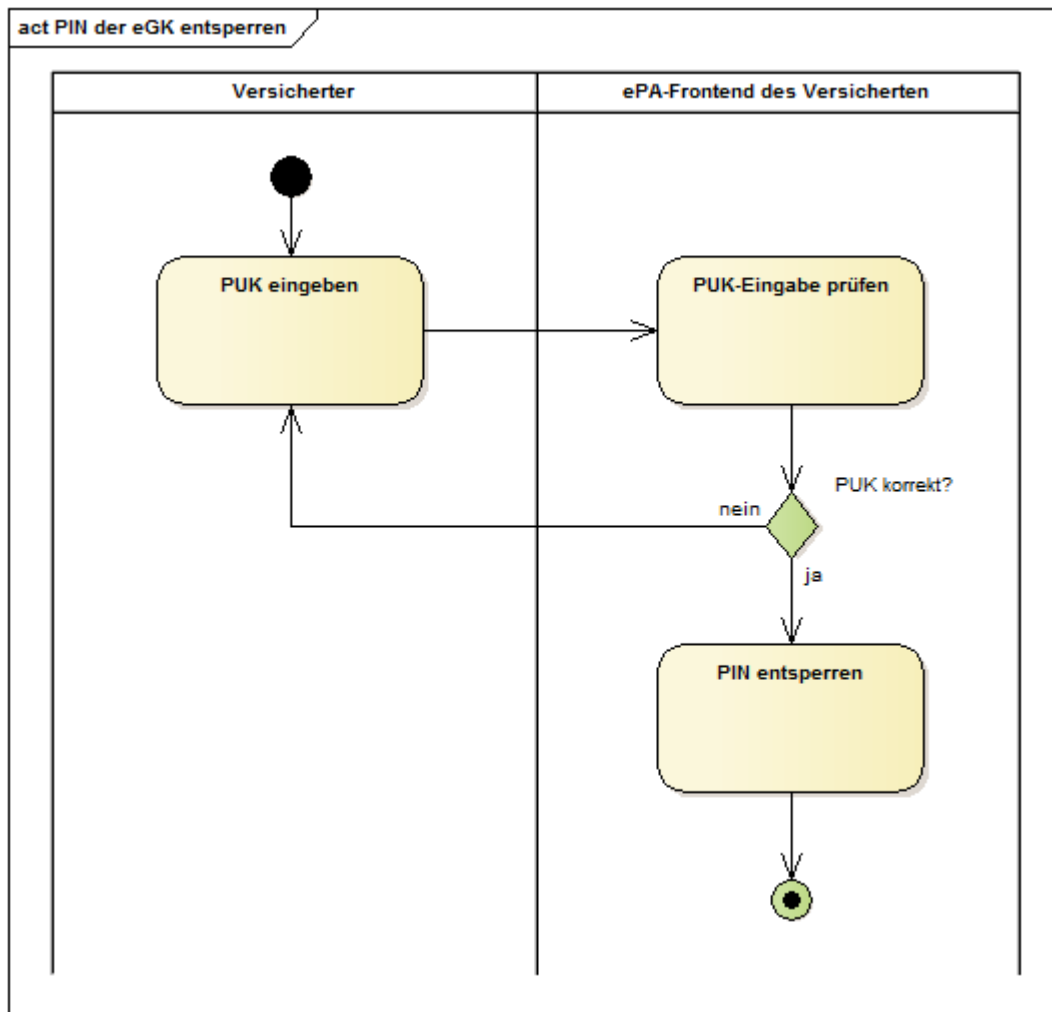 act PIN der eGK entsperren
Versicherter
ePA-Frontend des Versicherten
PUK eingeben
PUK-Eingabe prüfen
PUK korrekt?
nein
ja
PIN entsperren